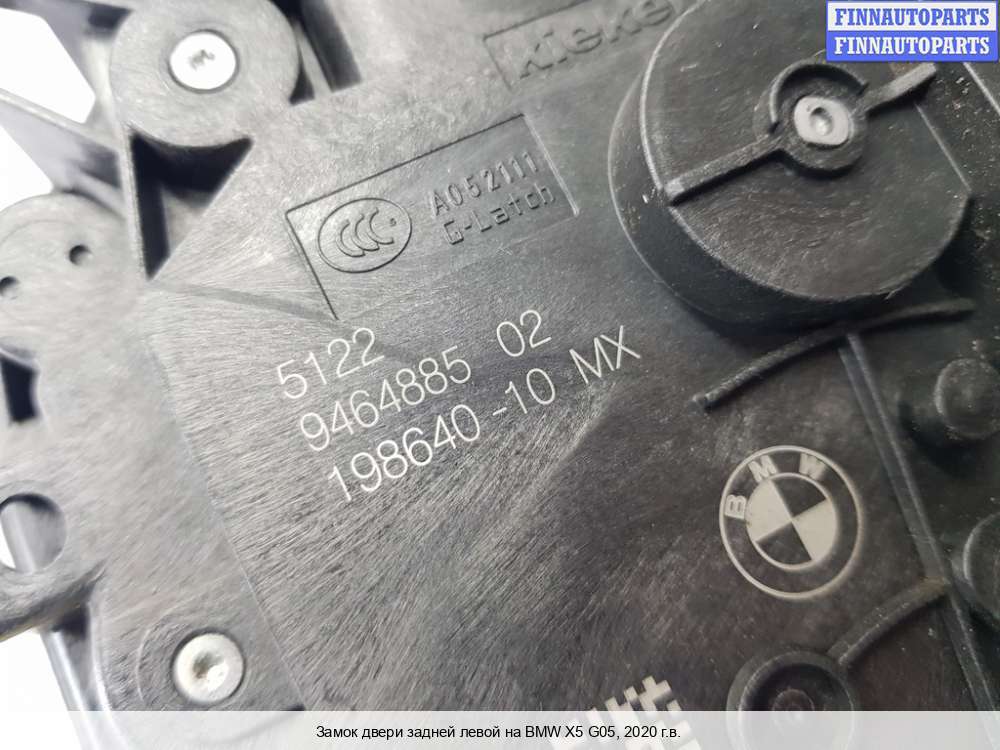 FINNAUTOPARTS
FINNAUTOPARTS
CCC
A052111
G-Latch
5122
9464885 02
198640-10 MX
BMW
Замок двери задней левой на BMW X5 G05, 2020 г.в.